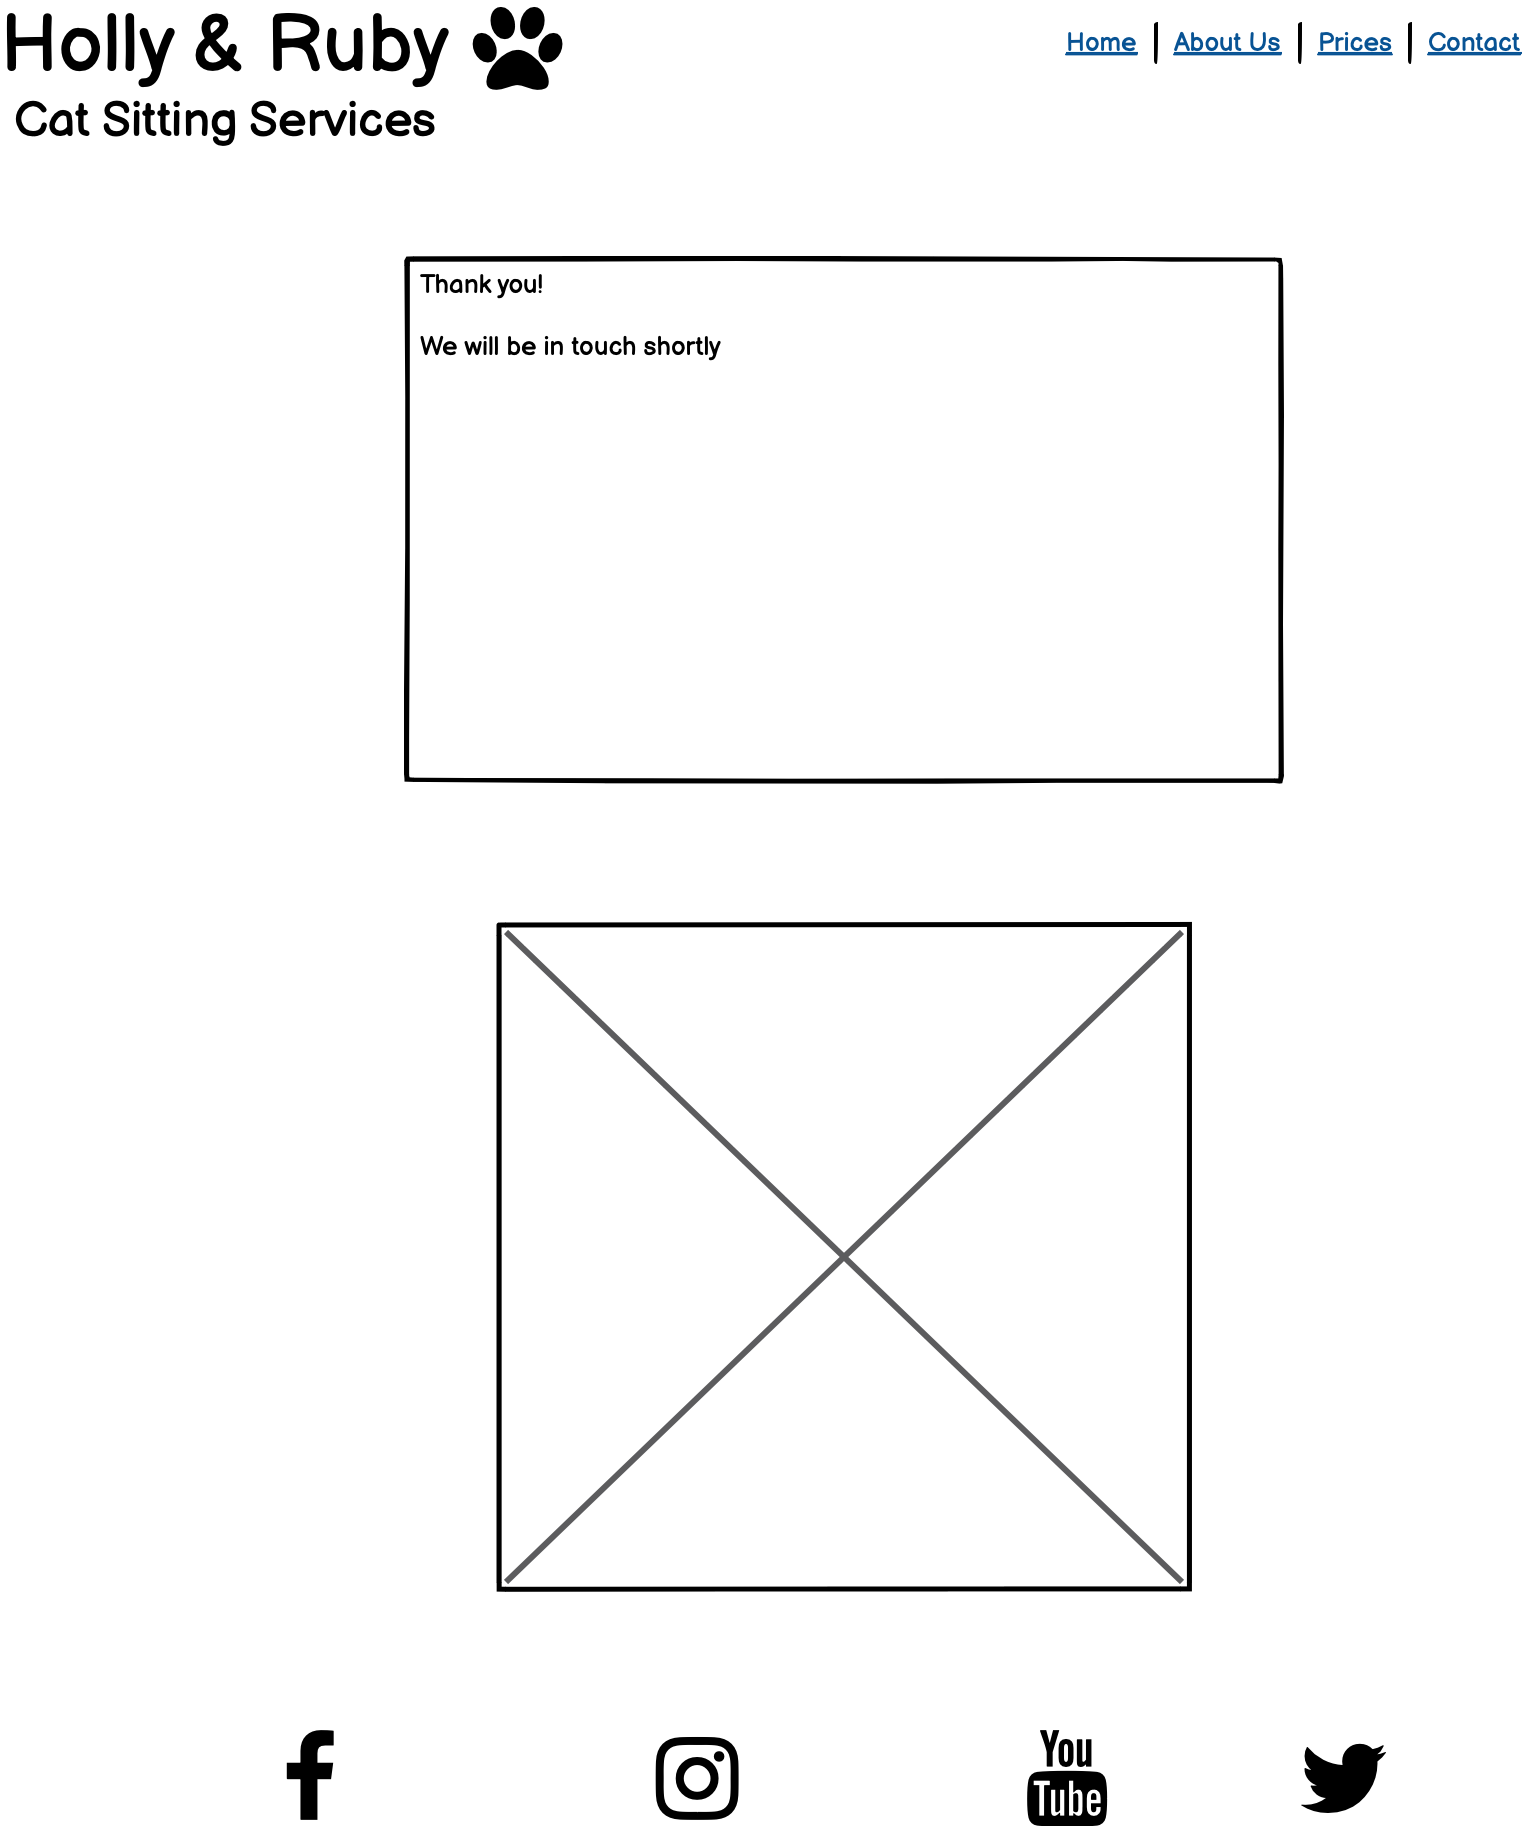 Holly & Ruby
Cat Sitting Services
Home | About Us | Prices | Contact
Thank you!
We will be in touch shortly
You
Tube